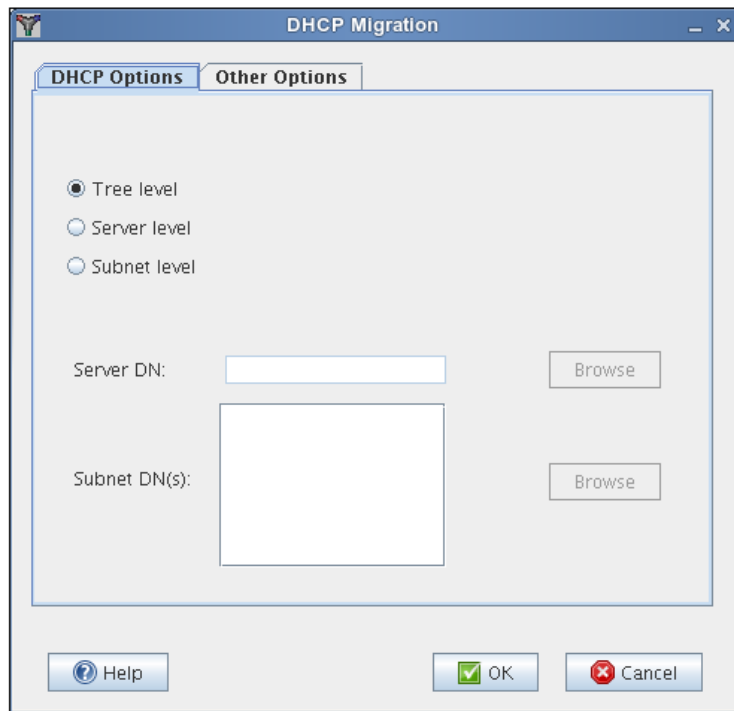 DHCP Migration
DHCP Options
Other Options
Tree level
Server level
Subnet level
Server DN:
Browse
Subnet DN(s):
Browse
Help
OK
Cancel